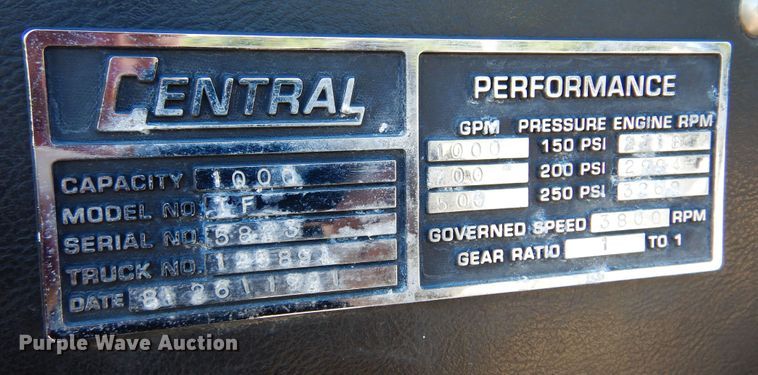 CENTRAL
CAPACITY 1000
MODEL NO.
SERIAL NO.
TRUCK NO.
DATE
PERFORMANCE
GPM PRESSURE ENGINE RPM
1000 150 PSI
700 200 PSI
500 250 PSI
GOVERNED SPEED 3800 RPM
GEAR RATIO 1 TO 1
Purple Wave Auction